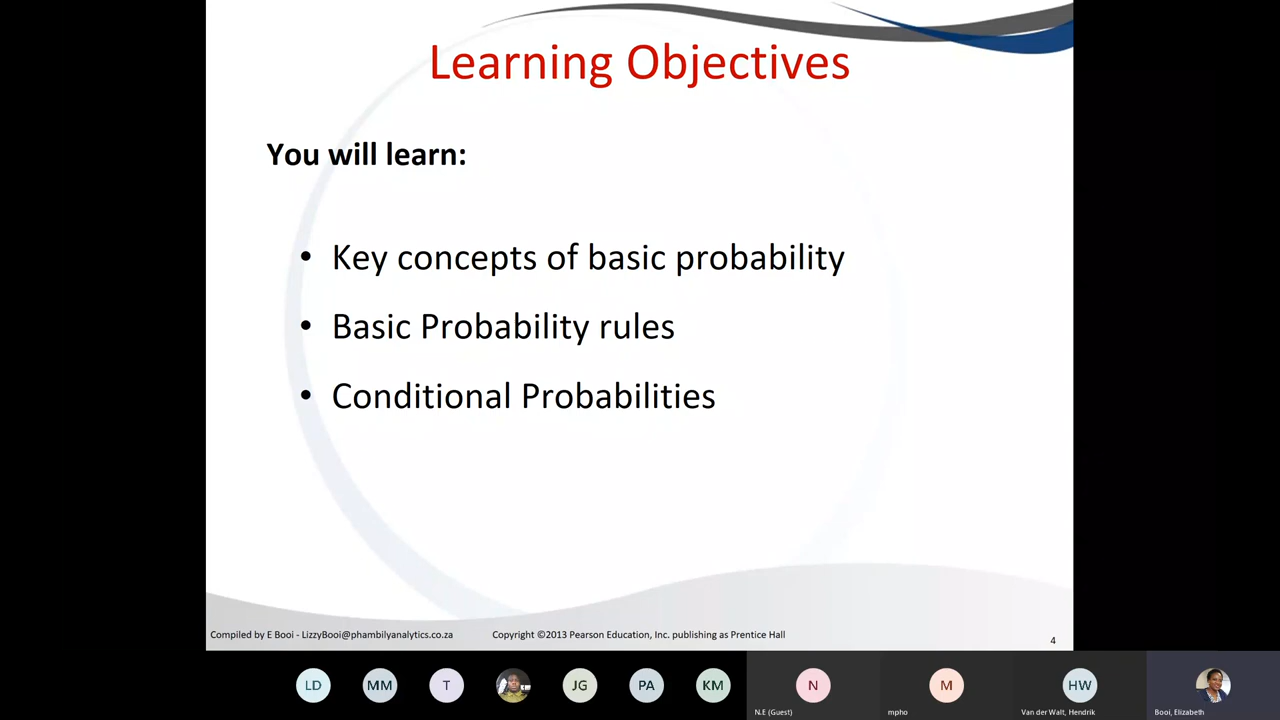 Learning Objectives
You will learn:
• Key concepts of basic probability
• Basic Probability rules
• Conditional Probabilities
Compiled by E Booi - LizzyBooi@phambilyanalytics.co.za
Copyright ©2013 Pearson Education, Inc. publishing as Prentice Hall
4
LD
MM
T
JG
PA
KM
N
M
HW
N.E (Guest)
mpho
Van der Walt, Hendrik
Booi, Elizabeth